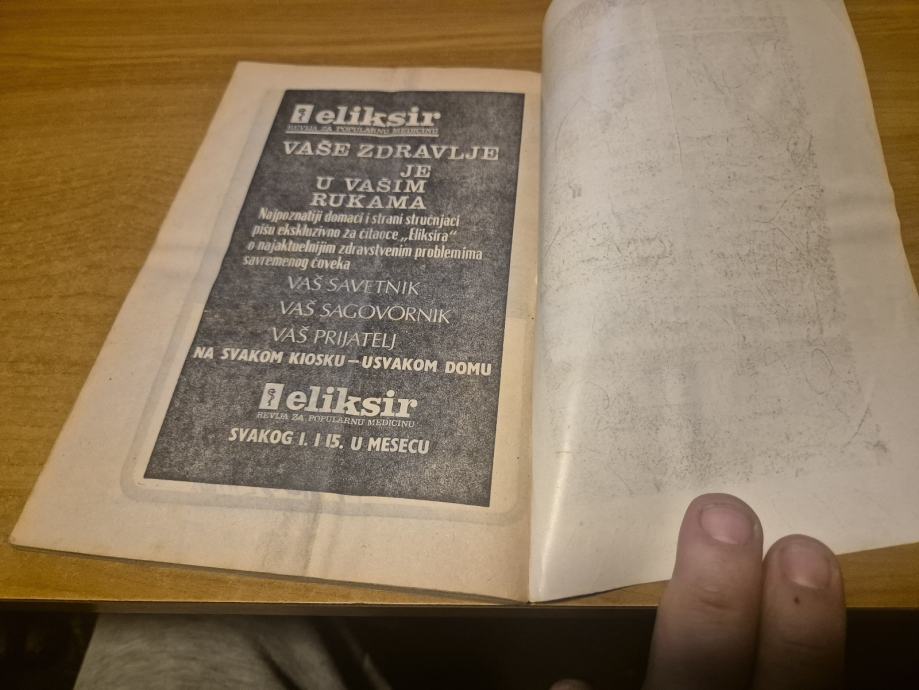 eliksir
REVIJA ZA POPULARNU MEDICINU
VAŠE ZDRAVLJE
JE
U VAŠIM
RUKAMA
Najpoznatiji domaći i strani stručnjaci
pišu ekskluzivno za čitaoce „Eliksira“
o najaktuelnijim zdravstvenim problemima
savremenog čoveka
VAŠ SAVETNIK
VAŠ SAGOVORNIK
VAŠ PRIJATELJ
NA SVAKOM KIOSKU — USVAKOM DOMU
eliksir
REVIJA ZA POPULARNU MEDICINU
SVAKOG 1. I 15. U MESECU